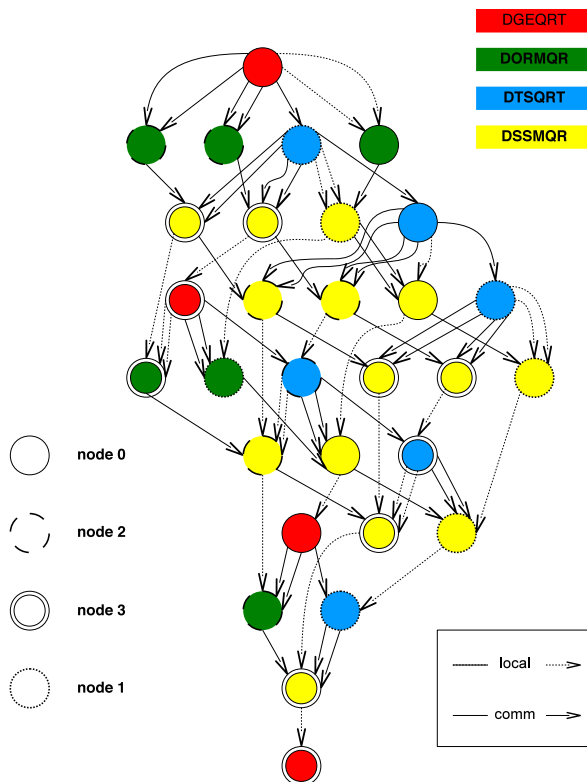 DGEQRT
DORMQR
DTSQRT
DSSMQR
node 0
node 2
node 3
node 1
local
comm